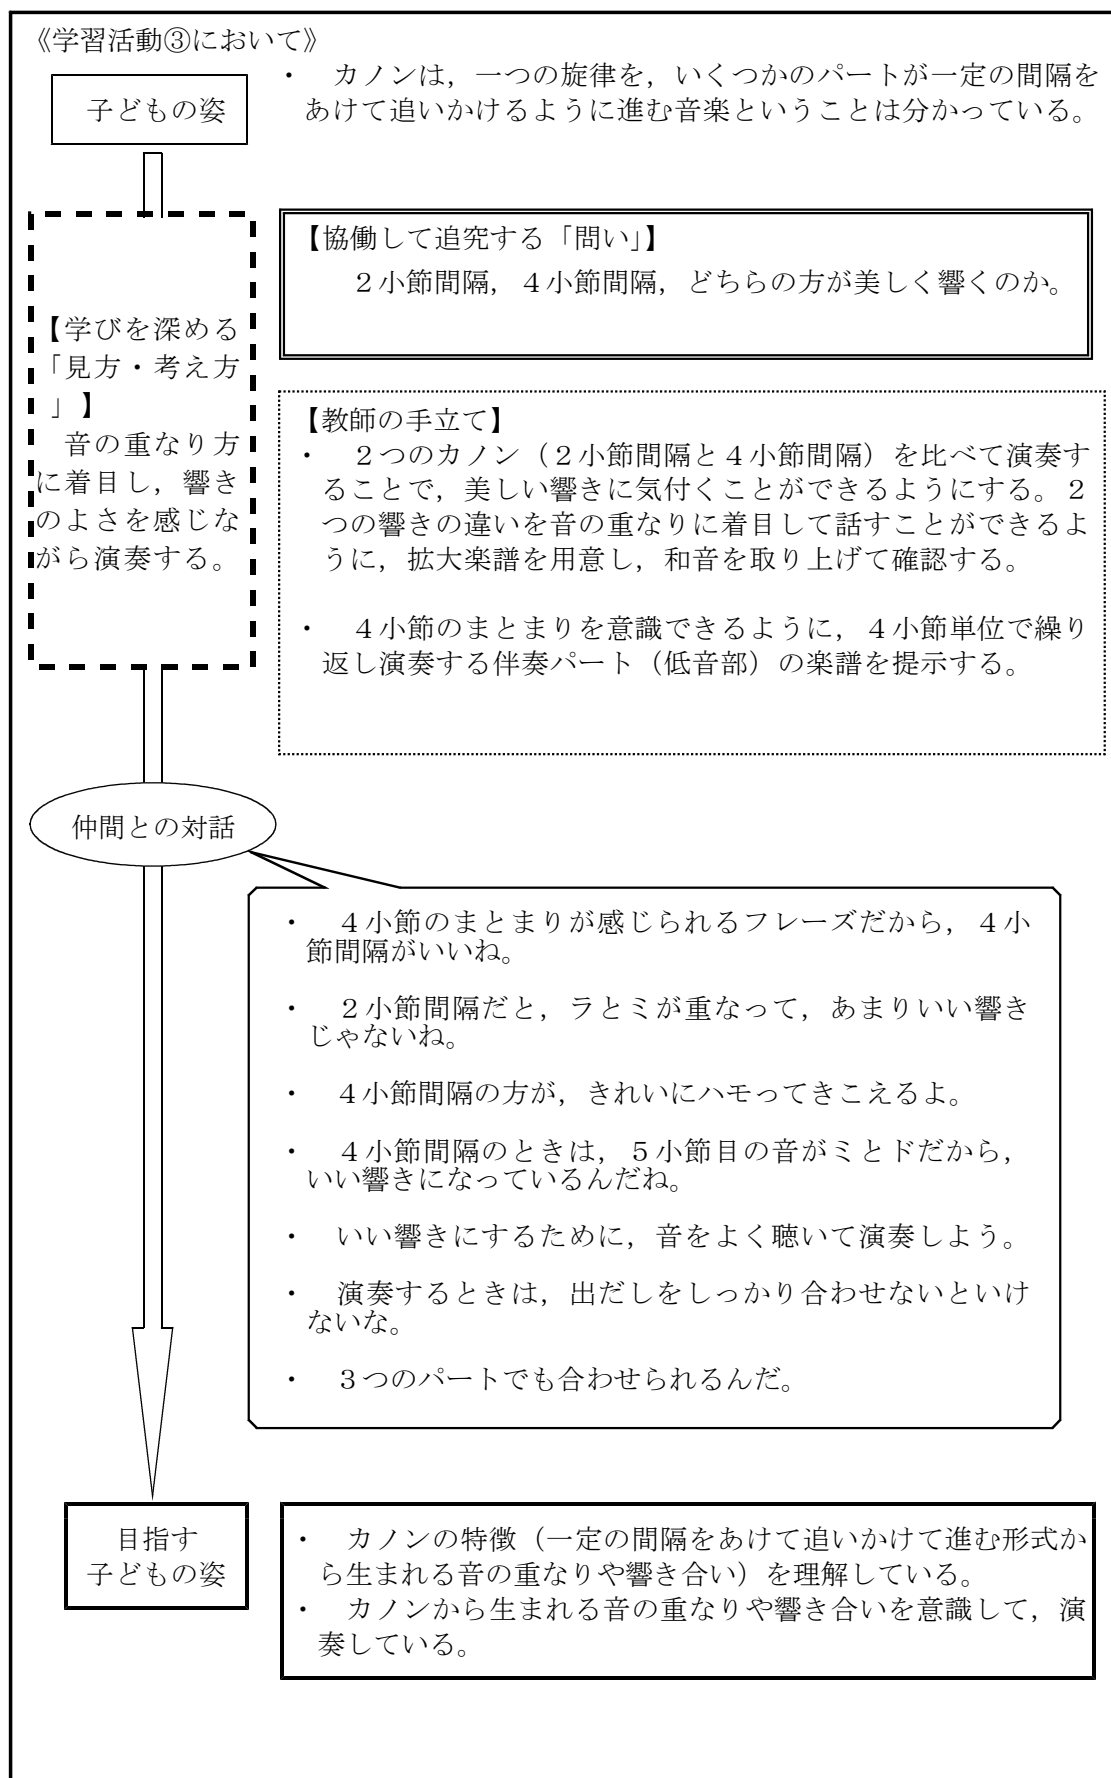 《学習活動③において》
子どもの姿
・　カノンは，一つの旋律を，いくつかのパートが一定の間隔を
あけて追いかけるように進む音楽ということは分かっている。
【協働して追究する「問い」】
２小節間隔，４小節間隔，どちらの方が美しく響くのか。
【学びを深める
「見方・考え方
」】
　音の重なり方
に着目し，響き
のよさを感じな
がら演奏する。
【教師の手立て】
・　２つのカノン（２小節間隔と４小節間隔）を比べて演奏す
ることで，美しい響きに気付くことができるようにする。２
つの響きの違いを音の重なりに着目して話すことができるよ
うに，拡大楽譜を用意し，和音を取り上げて確認する。
・　４小節のまとまりを意識できるように，４小節単位で繰り
返し演奏する伴奏パート（低音部）の楽譜を提示する。
仲間との対話
・　４小節のまとまりが感じられるフレーズだから，４小
節間隔がいいね。
・　２小節間隔だと，ラとミが重なって，あまりいい響き
じゃないね。
・　４小節間隔の方が，きれいにハモってきこえるよ。
・　４小節間隔のときは，５小節目の音がミとドだから，
いい響きになっているんだね。
・　いい響きにするために，音をよく聴いて演奏しよう。
・　演奏するときは，出だしをしっかり合わせないといけ
ないな。
・　３つのパートでも合わせられるんだ。
目指す
子どもの姿
・　カノンの特徴（一定の間隔をあけて追いかけて進む形式か
ら生まれる音の重なりや響き合い）を理解している。
・　カノンから生まれる音の重なりや響き合いを意識して，演
奏している。